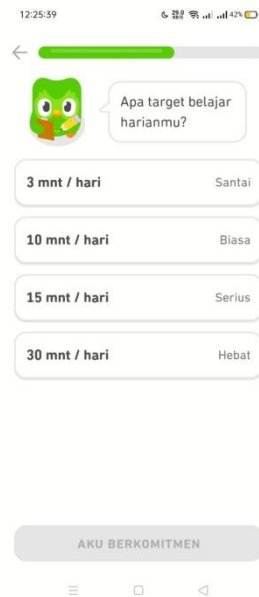 12:25:39
42%
Apa target belajar
harianmu?
3 mnt / hari Santai
10 mnt / hari Biasa
15 mnt / hari Serius
30 mnt / hari Hebat
AKU BERKOMITMEN